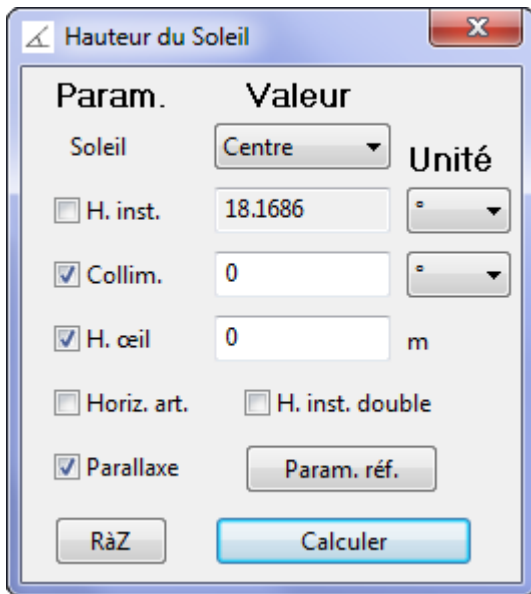 Hauteur du Soleil
Param. Valeur
Soleil Centre Unité
H. inst. 18.1686 °
Collim. 0 °
H. œil 0 m
Horiz. art. H. inst. double
Parallaxe Param. réf.
RàZ Calculer